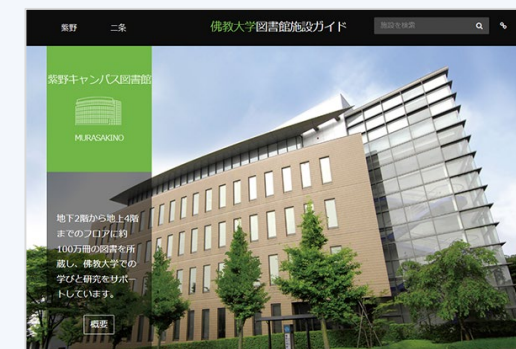 紫野
二条
佛教大学図書館施設ガイド
施設を検索
紫野キャンパス図書館
MURASAKINO
地下2階から地上4階
までのフロアに約
100万冊の図書を所
蔵し、佛教大学での
学びと研究をサポー
トしています。
概要